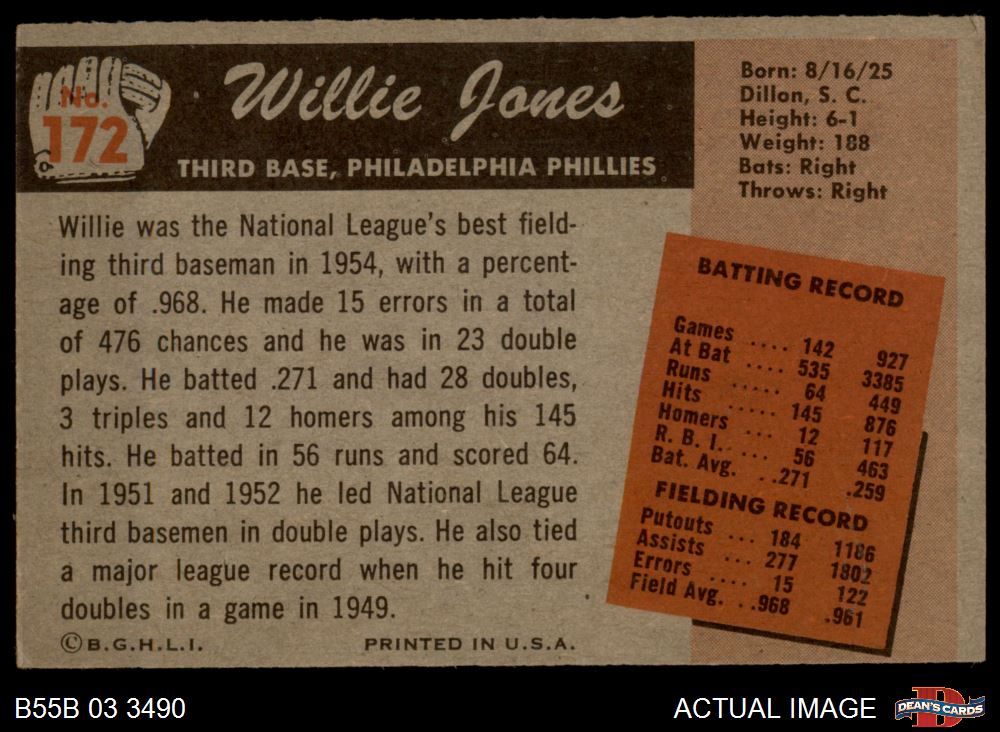 No.
172
Willie Jones
THIRD BASE, PHILADELPHIA PHILLIES
Born: 8/16/25
Dillon, S. C.
Height: 6-1
Weight: 188
Bats: Right
Throws: Right
Willie was the National League's best field-
ing third baseman in 1954, with a percent-
age of .968. He made 15 errors in a total
of 476 chances and he was in 23 double
plays. He batted .271 and had 28 doubles,
3 triples and 12 homers among his 145
hits. He batted in 56 runs and scored 64.
In 1951 and 1952 he led National League
third basemen in double plays. He also tied
a major league record when he hit four
doubles in a game in 1949.
©B.G.H.L.I. PRINTED IN U.S.A.
BATTING RECORD
Games .... 142 927
At Bat .... 535 3385
Runs ..... 64 449
Hits ..... 145 876
Homers ... 12 117
R. B. I. .... 56 463
Bat. Avg. ..271 .259
FIELDING RECORD
Putouts ... 184 1186
Assists ... 277 1802
Errors .... 15 122
Field Avg. ..968 .961
B55B 03 3490 ACTUAL IMAGE
D
DEAN'S CARDS